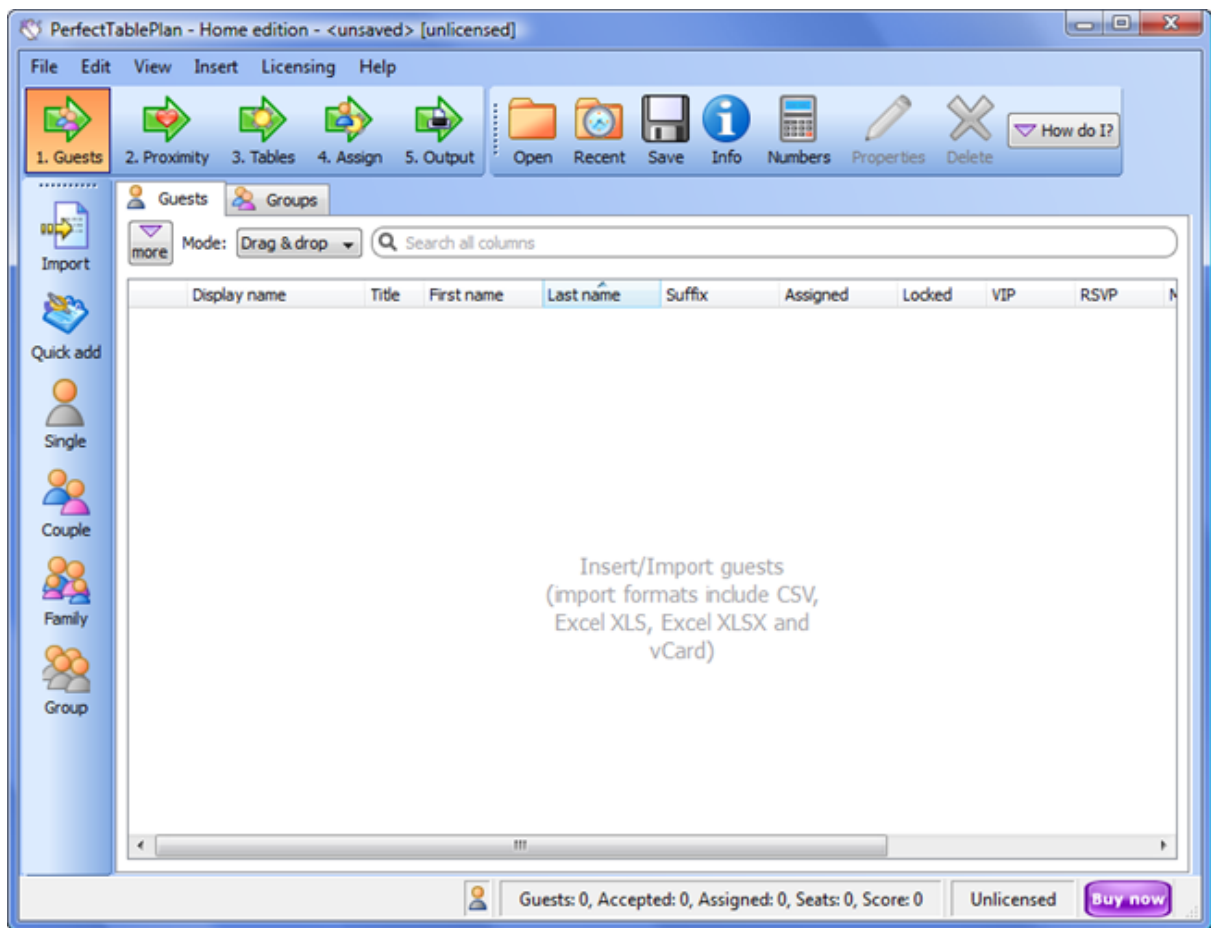 PerfectTablePlan - Home edition - <unsaved> [unlicensed]
File Edit View Insert Licensing Help
1. Guests 2. Proximity 3. Tables 4. Assign 5. Output Open Recent Save Info Numbers Properties Delete How do I?
Guests Groups
more Mode: Drag & drop Search all columns
Display name Title First name Last name Suffix Assigned Locked VIP RSVP
Import
Quick add
Single
Couple
Family
Group
Insert/Import guests
(import formats include CSV,
Excel XLS, Excel XLSX and
vCard)
Guests: 0, Accepted: 0, Assigned: 0, Seats: 0, Score: 0 Unlicensed Buy now